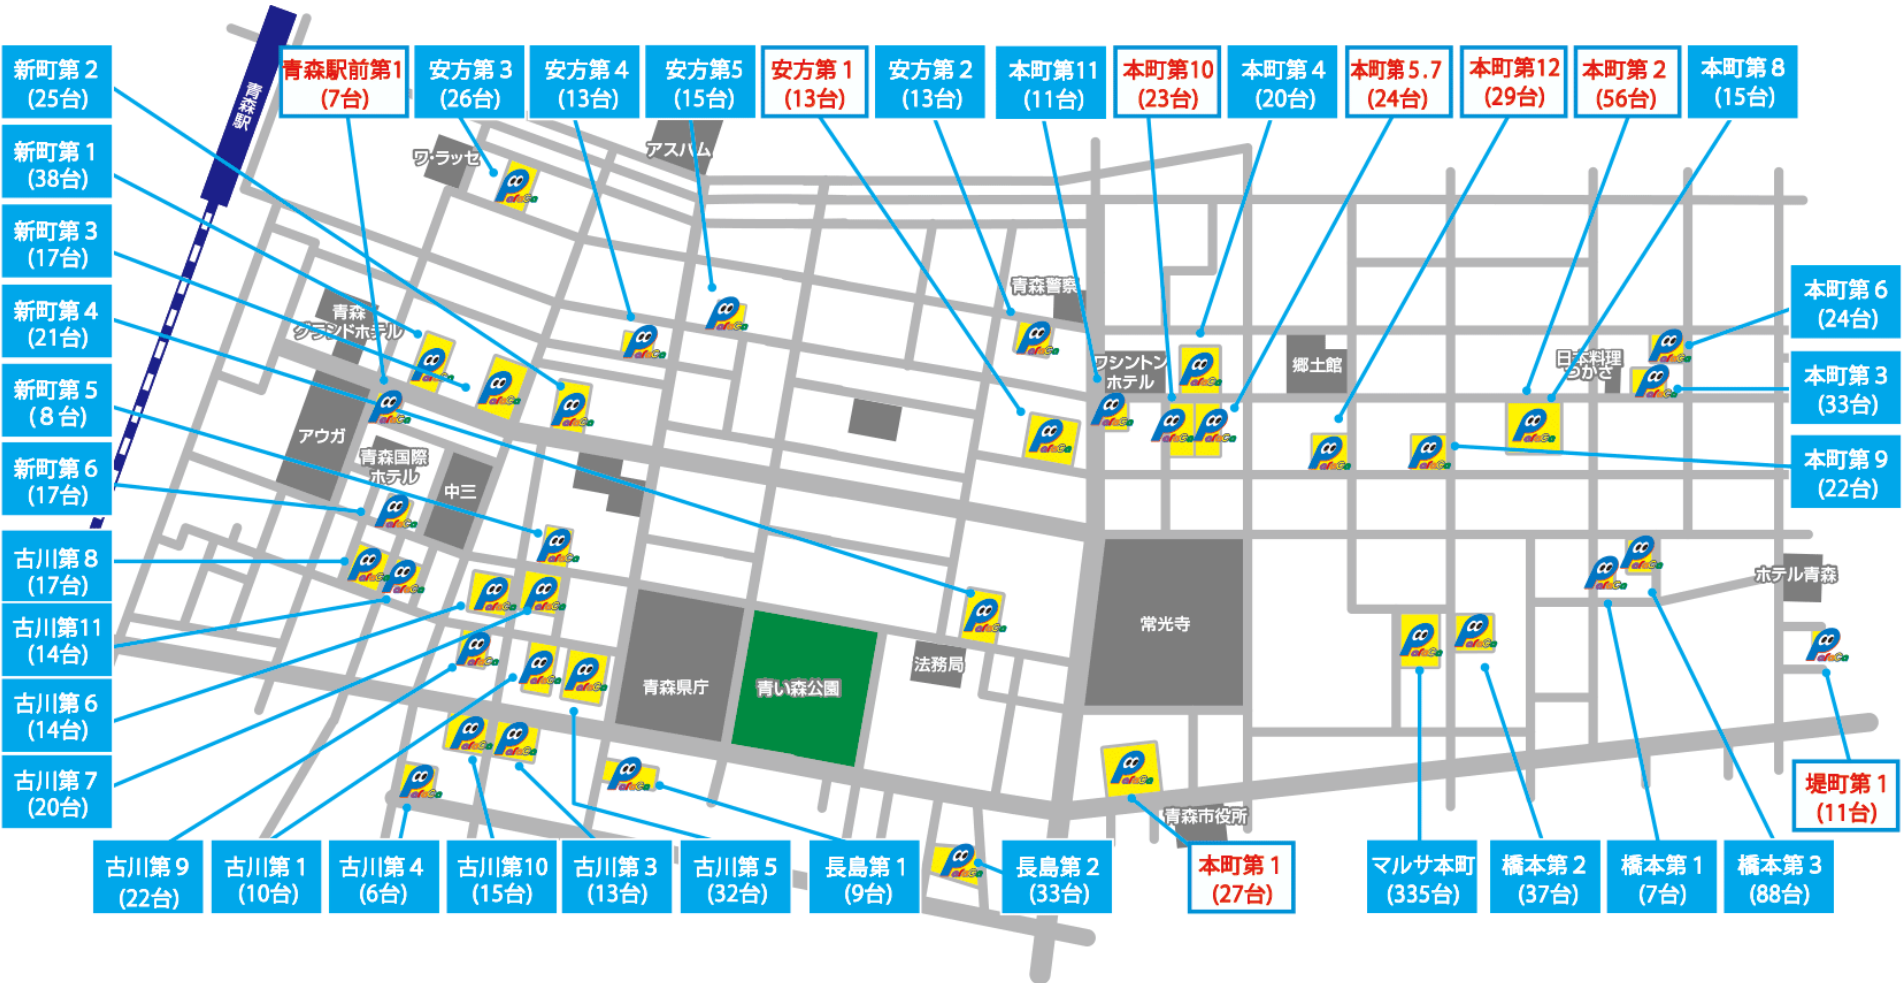 新町第2
(25台)
新町第1
(38台)
新町第3
(17台)
新町第4
(21台)
新町第5
(8台)
新町第6
(17台)
古川第8
(17台)
古川第11
(14台)
古川第6
(14台)
古川第7
(20台)
青森駅
青森駅前第1
(7台)
安方第3
(26台)
安方第4
(13台)
安方第5
(15台)
安方第1
(13台)
安方第2
(13台)
本町第11
(11台)
本町第10
(23台)
本町第4
(20台)
本町第5.7
(24台)
本町第12
(29台)
本町第2
(56台)
本町第8
(15台)
本町第6
(24台)
本町第3
(33台)
本町第9
(22台)
堤町第1
(11台)
ワ・ラッセ
アスパム
青森警察
青森
グランドホテル
ワシントン
ホテル
郷土館
日本料理
つかさ
アウガ
青森国際
ホテル
中三
常光寺
ホテル青森
法務局
青森県庁
青い森公園
青森市役所
古川第9
(22台)
古川第1
(10台)
古川第4
(6台)
古川第10
(15台)
古川第3
(13台)
古川第5
(32台)
長島第1
(9台)
長島第2
(33台)
本町第1
(27台)
マルサ本町
(335台)
橋本第2
(37台)
橋本第1
(7台)
橋本第3
(88台)